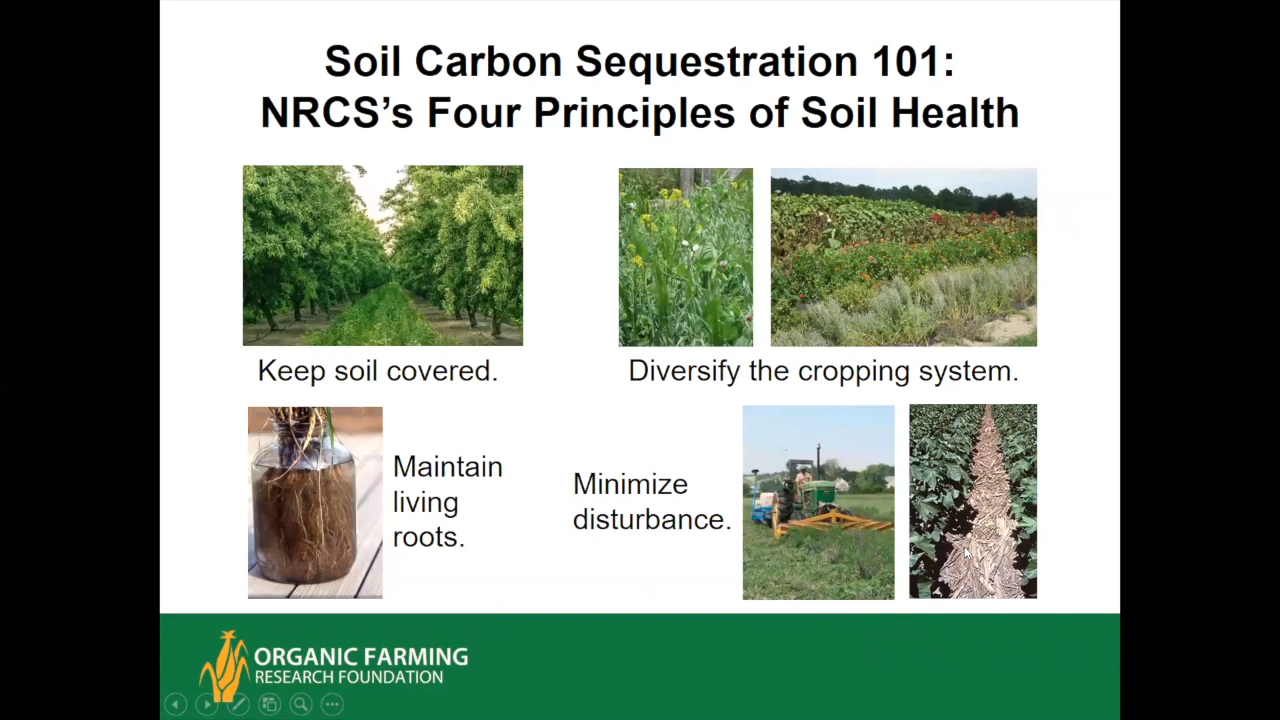 Soil Carbon Sequestration 101:
NRCS's Four Principles of Soil Health
Keep soil covered.
Diversify the cropping system.
Maintain
living
roots.
Minimize
disturbance.
ORGANIC FARMING
RESEARCH FOUNDATION